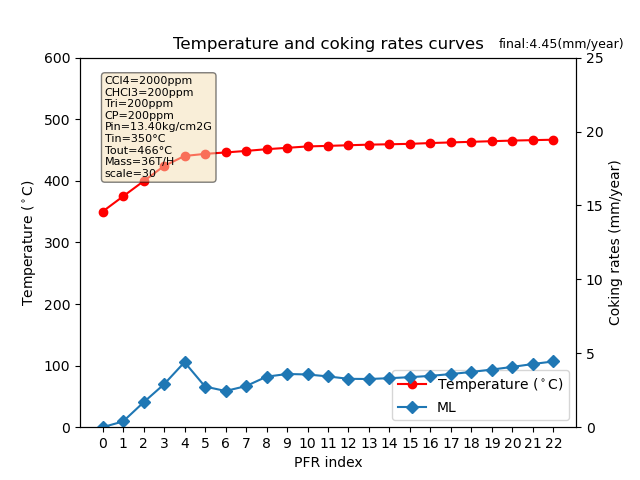 Temperature and coking rates curves
final:4.45(mm/year)
CCl4=2000ppm
CHCl3=200ppm
Tri=200ppm
CP=200ppm
Pin=13.40kg/cm2G
Tin=350°C
Tout=466°C
Mass=36T/H
scale=30
600
500
400
300
200
100
0
Temperature (°C)
25
20
15
10
5
0
Coking rates (mm/year)
Temperature (°C)
ML
0 1 2 3 4 5 6 7 8 9 10 11 12 13 14 15 16 17 18 19 20 21 22
PFR index